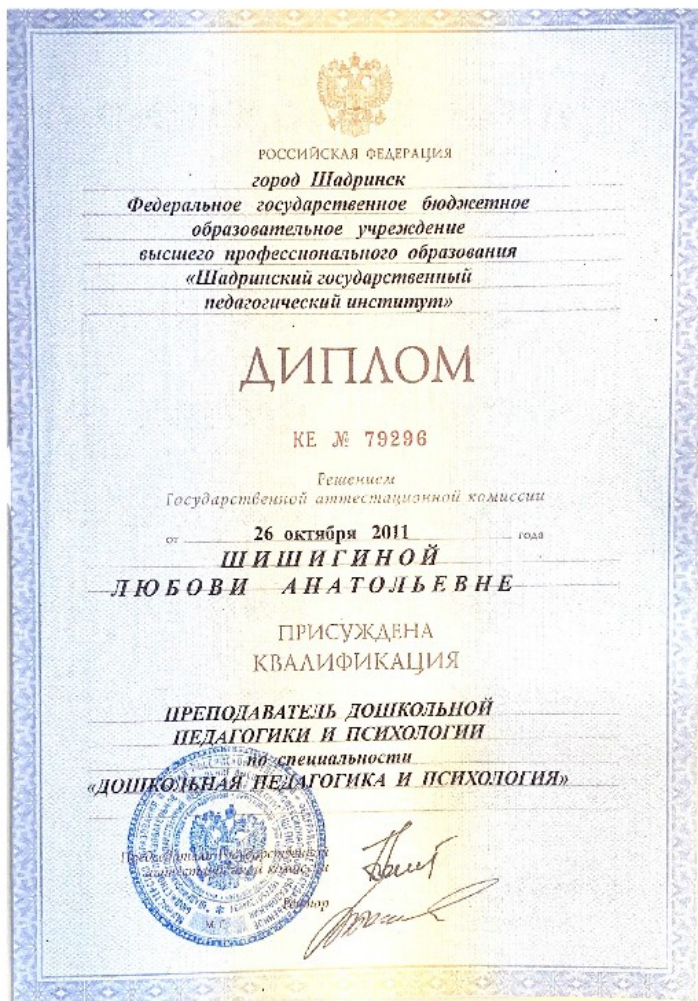 РОССИЙСКАЯ ФЕДЕРАЦИЯ
город Шадринск
Федеральное государственное бюджетное
образовательное учреждение
высшего профессионального образования
«Шадринский государственный
педагогический институт»
ДИПЛОМ
КЕ № 79296
Решением
Государственной аттестационной комиссии
от 26 октября 2011 года
ШИШИГИНОЙ
ЛЮБОВИ АНАТОЛЬЕВНЕ
ПРИСУЖДЕНА
КВАЛИФИКАЦИЯ
ПРЕПОДАВАТЕЛЬ ДОШКОЛЬНОЙ
ПЕДАГОГИКИ И ПСИХОЛОГИИ
по специальности
«ДОШКОЛЬНАЯ ПЕДАГОГИКА И ПСИХОЛОГИЯ»
Председатель Государственной
аттестационной комиссии
Ректор